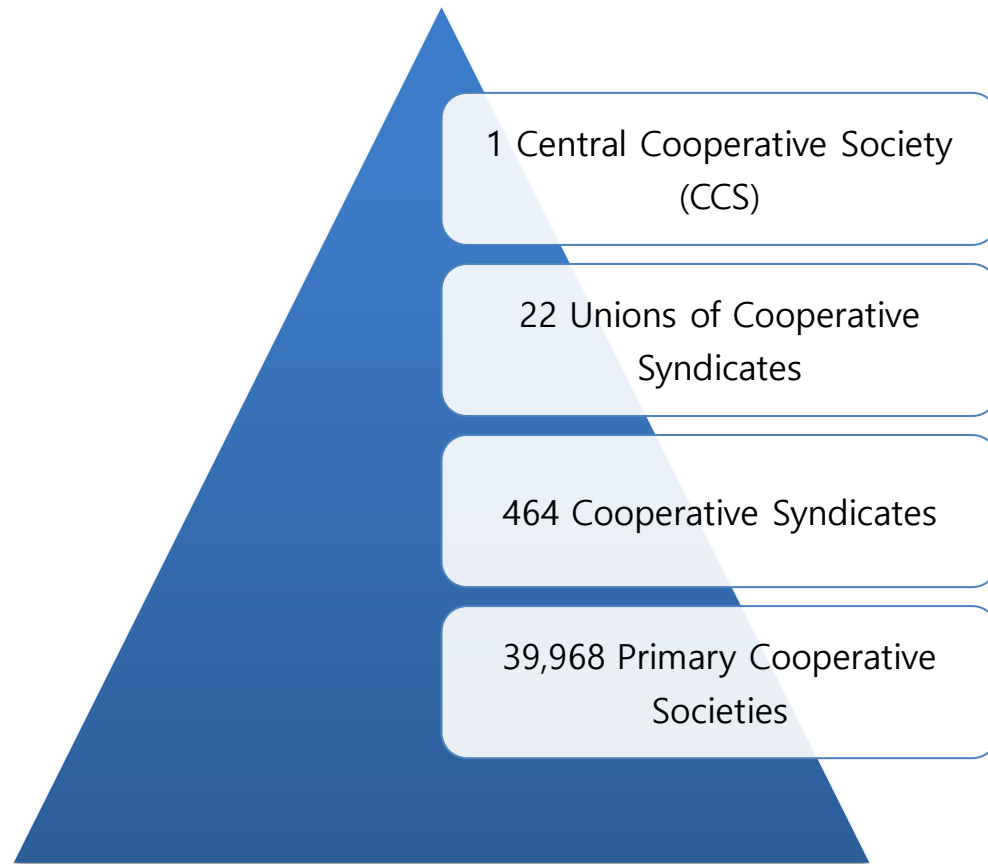 1 Central Cooperative Society
(CCS)
22 Unions of Cooperative
Syndicates
464 Cooperative Syndicates
39,968 Primary Cooperative
Societies